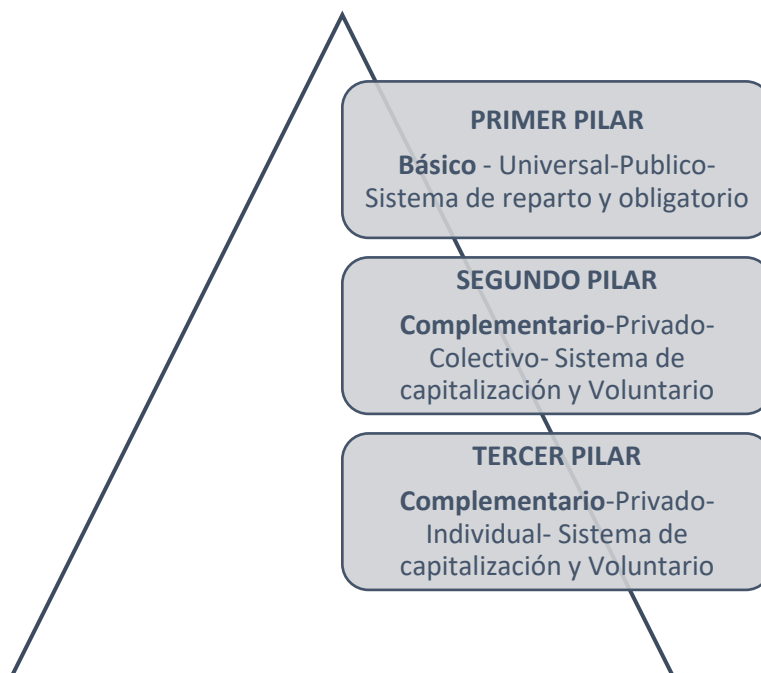 PRIMER PILAR
Básico - Universal-Publico-
Sistema de reparto y obligatorio
SEGUNDO PILAR
Complementario-Privado-
Colectivo- Sistema de
capitalización y Voluntario
TERCER PILAR
Complementario-Privado-
Individual- Sistema de
capitalización y Voluntario